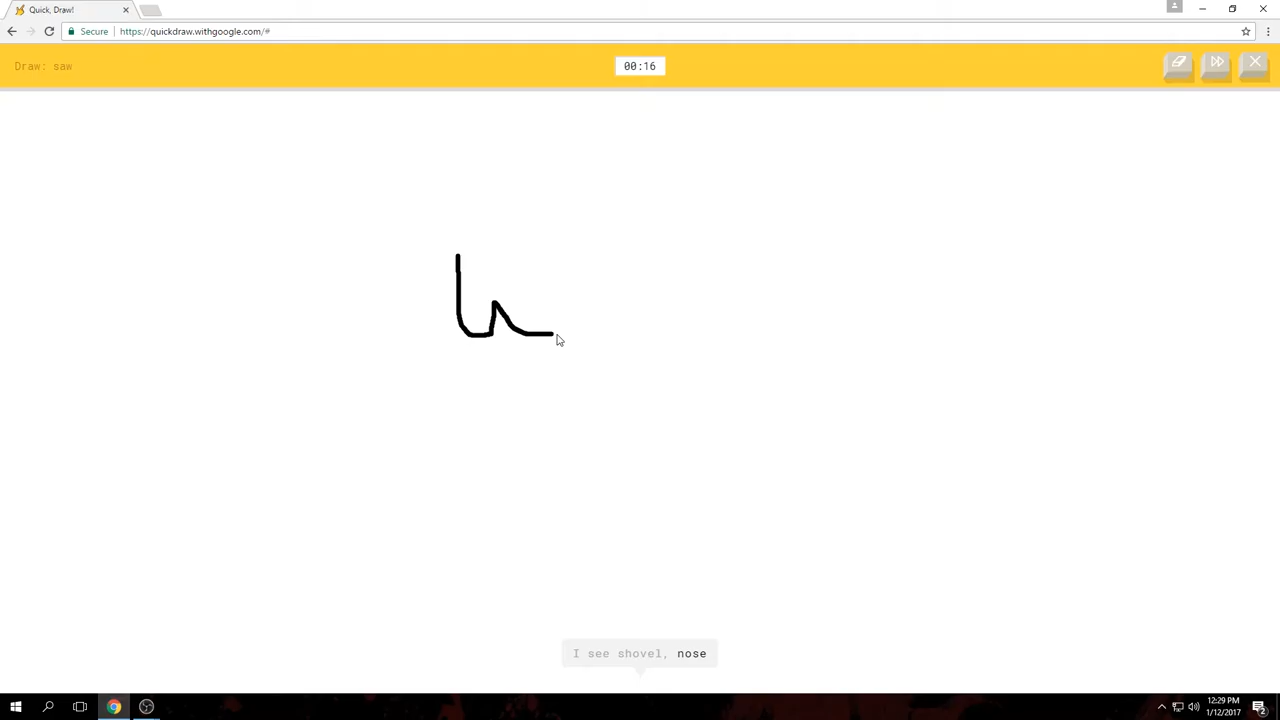 Quick, Draw!
Secure https://quickdraw.withgoogle.com/#
Draw: saw
00:16
I see shovel, nose
12:29 PM
1/12/2017
2